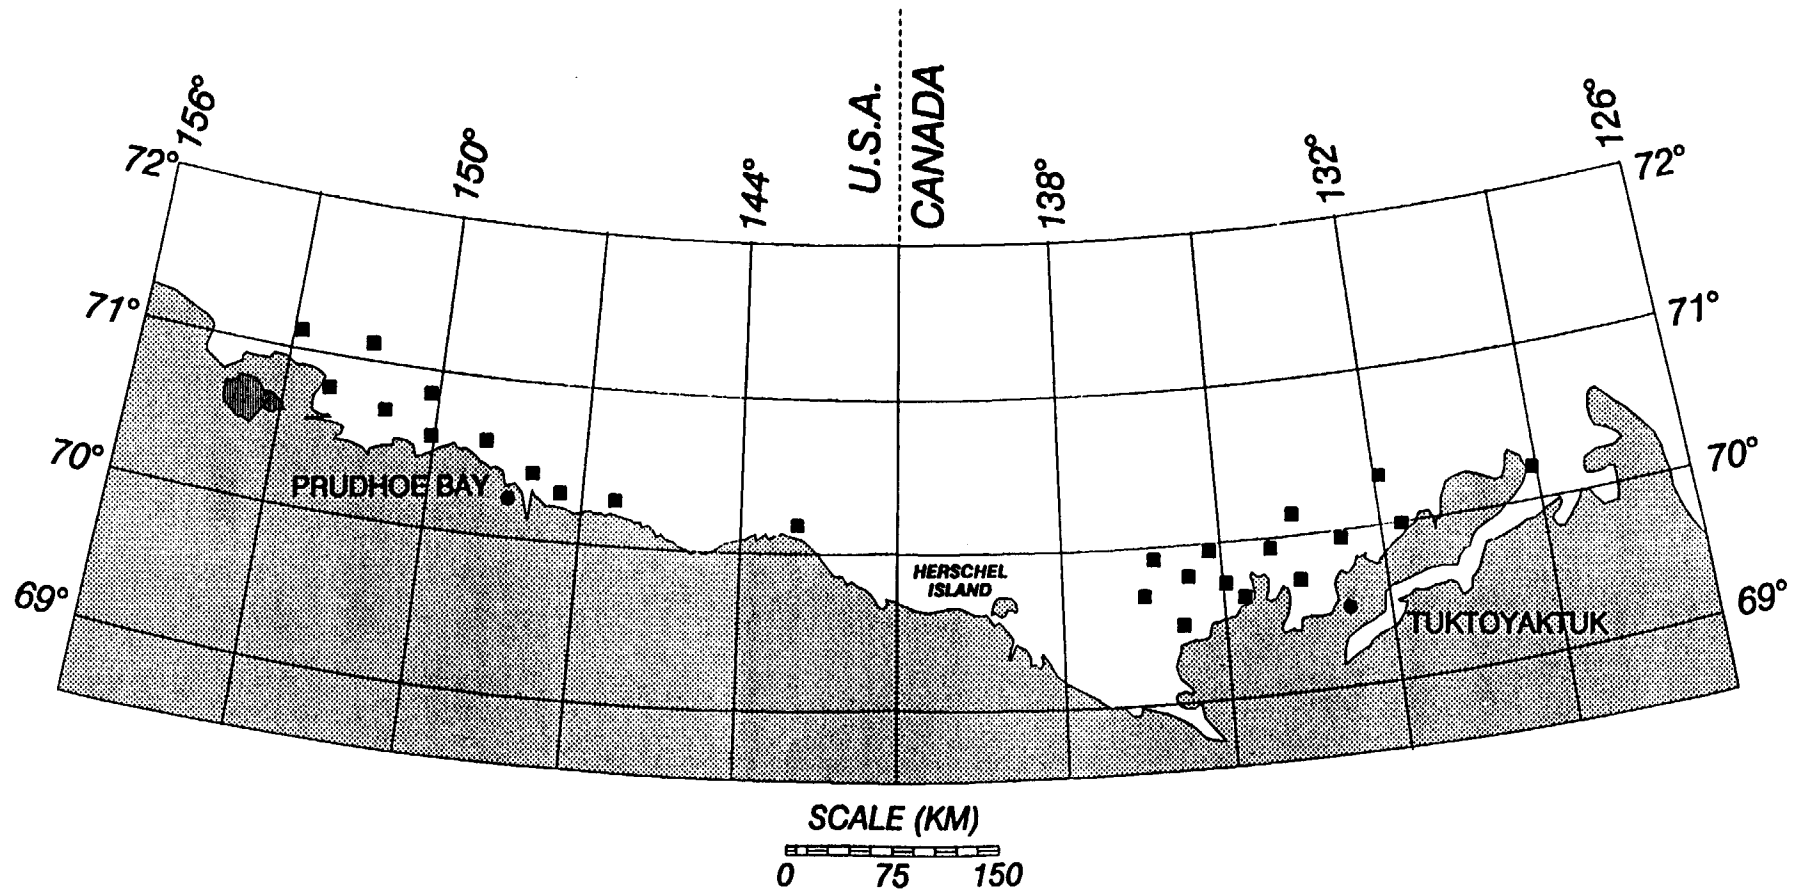 156°
150°
144°
U.S.A.
CANADA
138°
132°
126°
72°
72°
71°
71°
70°
70°
69°
69°
PRUDHOE BAY
HERSCHEL
ISLAND
TUKTOYAKTUK
SCALE (KM)
0 75 150